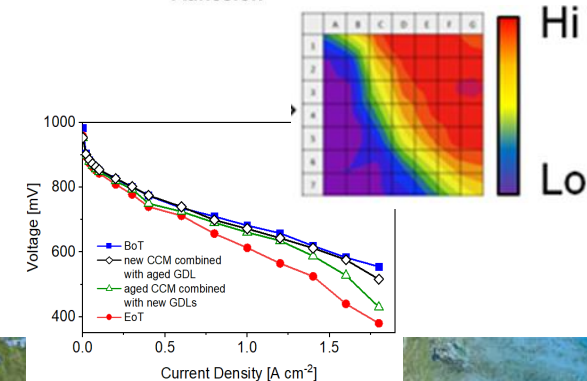 A B C D E F G
1
2
3
4
5
6
7
Hi
Lo
1000
800
600
400
Voltage [mV]
BoT
new CCM combined
with aged GDL
aged CCM combined
with new GDLs
EoT
0.0 0.5 1.0 1.5
Current Density [A cm-2]